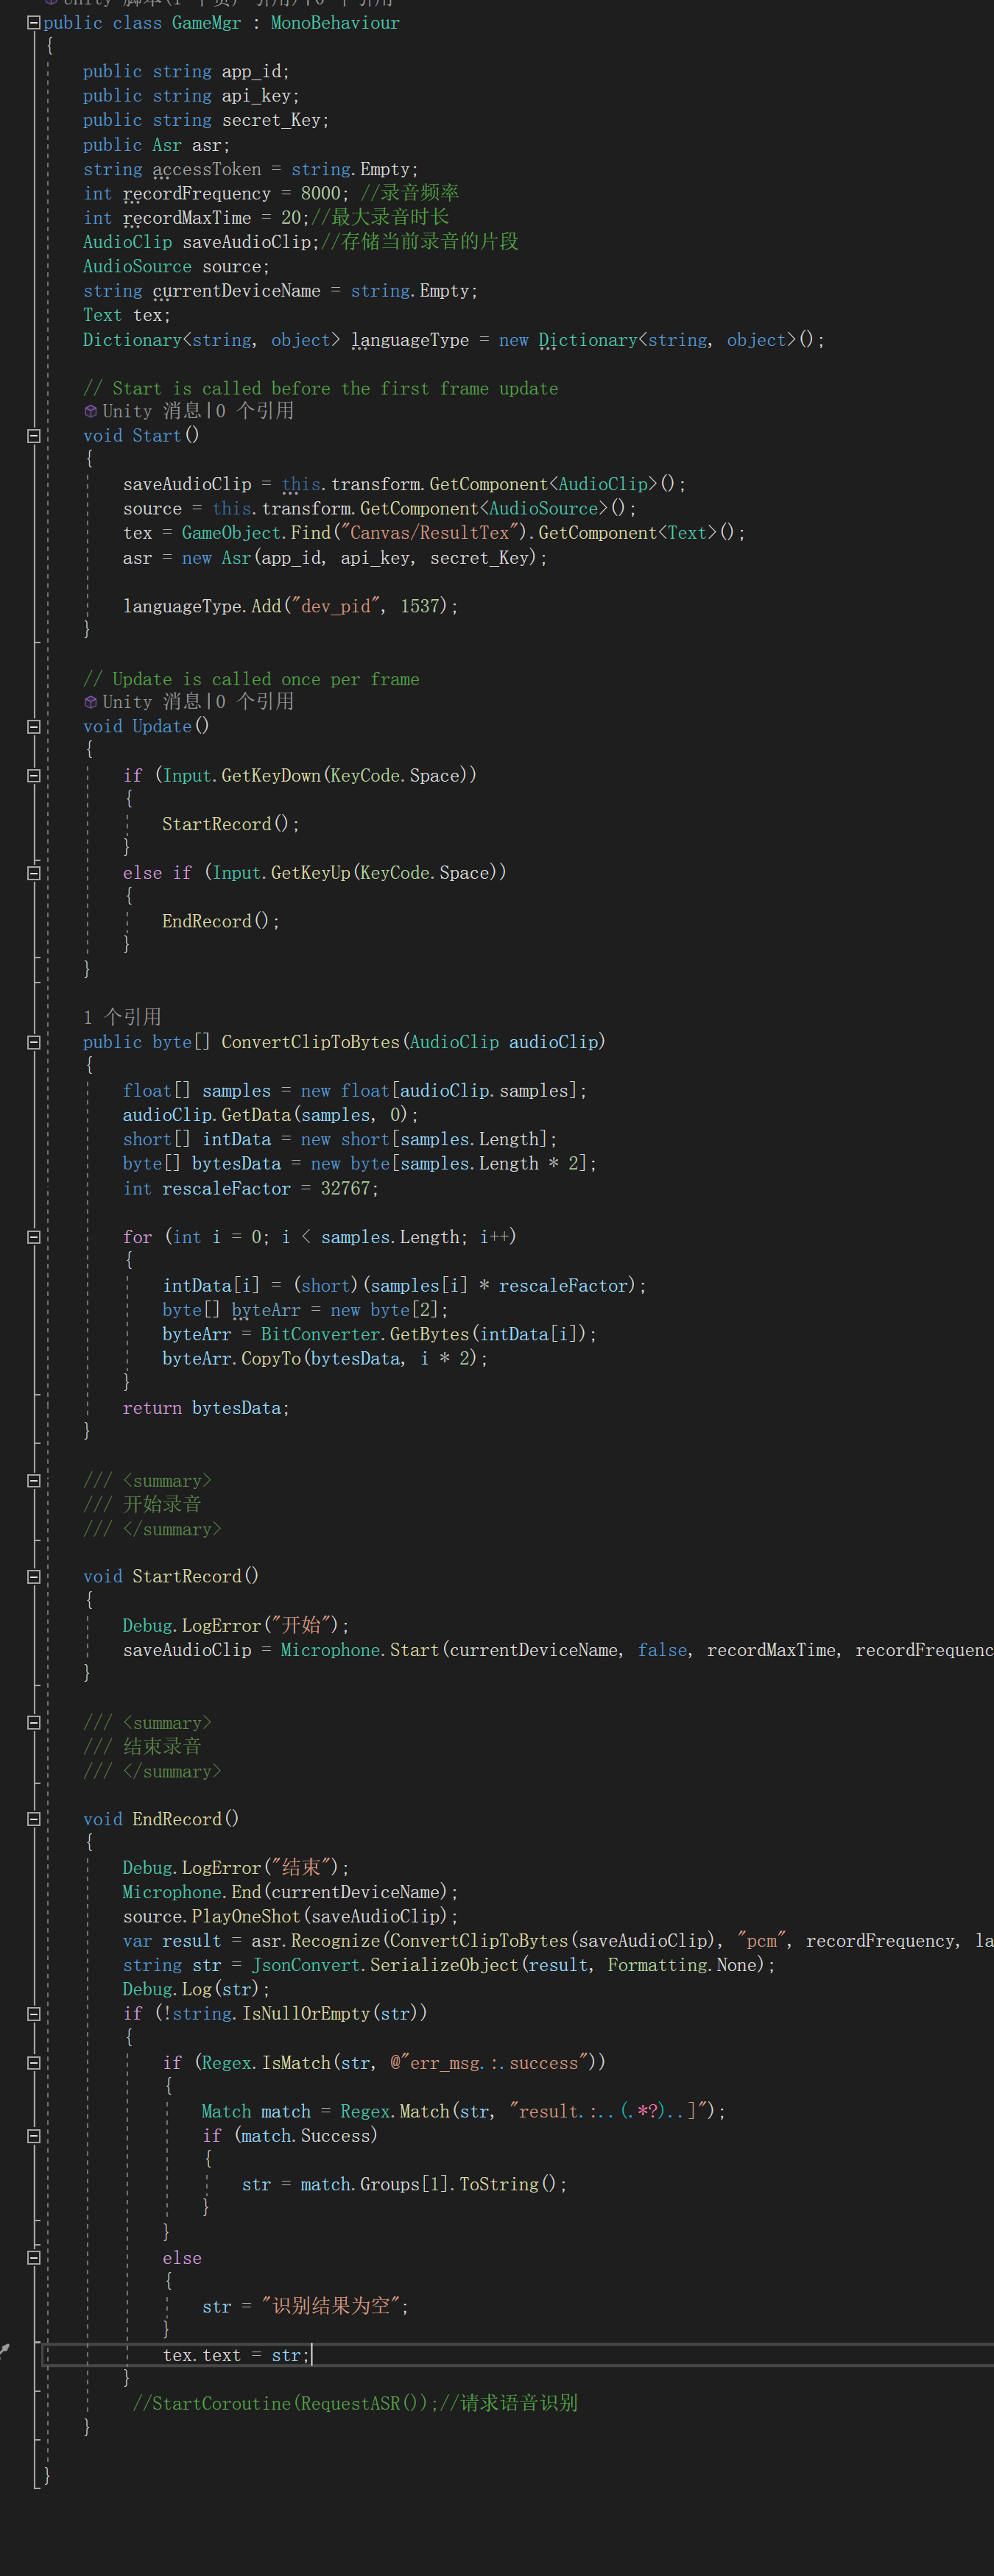 public class GameMgr : MonoBehaviour
{
    public string app_id;
    public string api_key;
    public string secret_Key;
    public Asr asr;
    string accessToken = string.Empty;
    int recordFrequency = 8000; //录音频率
    int recordMaxTime = 20;//最大录音时长
    AudioClip saveAudioClip;//存储当前录音的片段
    AudioSource source;
    string currentDeviceName = string.Empty;
    Text tex;
    Dictionary<string, object> languageType = new Dictionary<string, object>();
    // Start is called before the first frame update
    Unity 消息|0 个引用
    void Start()
    {
        saveAudioClip = this.transform.GetComponent<AudioClip>();
        source = this.transform.GetComponent<AudioSource>();
        tex = GameObject.Find("Canvas/ResultTex").GetComponent<Text>();
        asr = new Asr(app_id, api_key, secret_Key);
        languageType.Add("dev_pid", 1537);
    }
    // Update is called once per frame
    Unity 消息|0 个引用
    void Update()
    {
        if (Input.GetKeyDown(KeyCode.Space))
        {
            StartRecord();
        }
        else if (Input.GetKeyUp(KeyCode.Space))
        {
            EndRecord();
        }
    }
    1 个引用
    public byte[] ConvertClipToBytes(AudioClip audioClip)
    {
        float[] samples = new float[audioClip.samples];
        audioClip.GetData(samples, 0);
        short[] intData = new short[samples.Length];
        byte[] bytesData = new byte[samples.Length * 2];
        int rescaleFactor = 32767;
        for (int i = 0; i < samples.Length; i++)
        {
            intData[i] = (short)(samples[i] * rescaleFactor);
            byte[] byteArr = new byte[2];
            byteArr = BitConverter.GetBytes(intData[i]);
            byteArr.CopyTo(bytesData, i * 2);
        }
        return bytesData;
    }
    /// <summary>
    /// 开始录音
    /// </summary>
    void StartRecord()
    {
        Debug.LogError("开始");
        saveAudioClip = Microphone.Start(currentDeviceName, false, recordMaxTime, recordFrequenc
    }
    /// <summary>
    /// 结束录音
    /// </summary>
    void EndRecord()
    {
        Debug.LogError("结束");
        Microphone.End(currentDeviceName);
        source.PlayOneShot(saveAudioClip);
        var result = asr.Recognize(ConvertClipToBytes(saveAudioClip), "pcm", recordFrequency, la
        string str = JsonConvert.SerializeObject(result, Formatting.None);
        Debug.Log(str);
        if (!string.IsNullOrEmpty(str))
        {
            if (Regex.IsMatch(str, @"err_msg.:.success"))
            {
                Match match = Regex.Match(str, "result.:..(.*?)..]");
                if (match.Success)
                {
                    str = match.Groups[1].ToString();
                }
            }
            else
            {
                str = "识别结果为空";
            }
            tex.text = str;
        }
         //StartCoroutine(RequestASR());//请求语音识别
    }
}